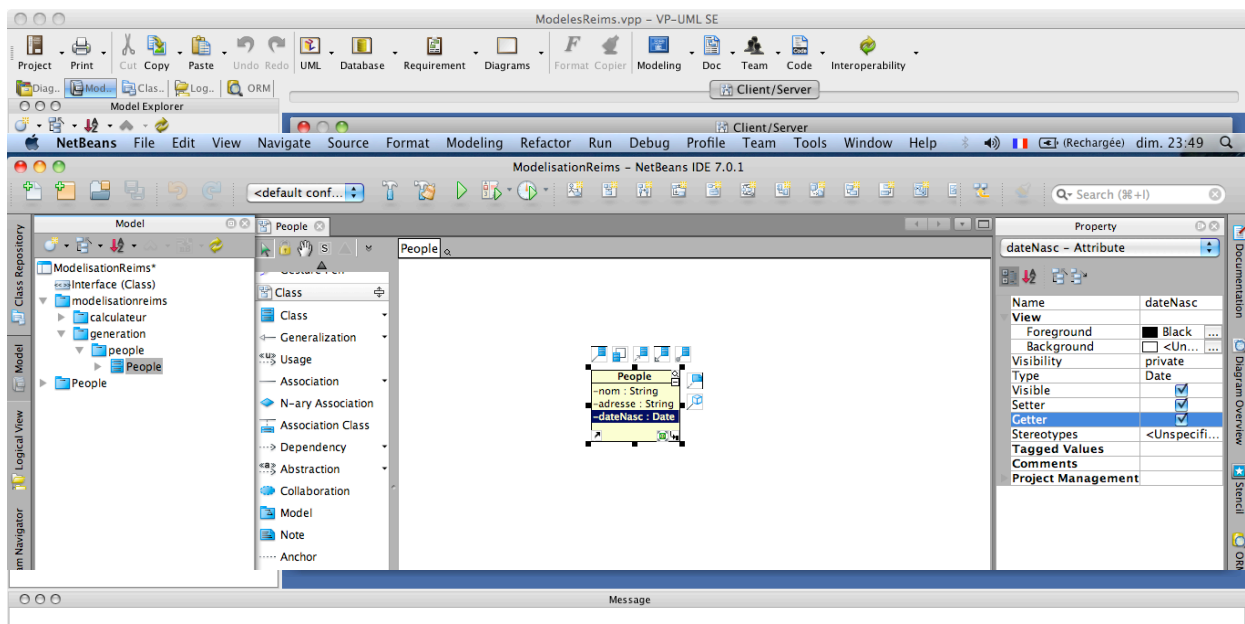 ModelesReims.vpp – VP-UML SE
Project Print Cut Copy Paste Undo Redo UML Database Requirement Diagrams Format Copier Modeling Doc Team Code Interoperability
Diag.. Mod.. Clas.. Log.. ORM
Client/Server
Model Explorer
Client/Server
NetBeans File Edit View Navigate Source Format Modeling Refactor Run Debug Profile Team Tools Window Help (Rechargée) dim. 23:49
ModelisationReims – NetBeans IDE 7.0.1
<default conf...
Search (⌘+I)
Class Repository
Model
Logical View
am Navigator
Model
ModelisationReims*
Interface (Class)
modelisationreims
calculateur
generation
people
People
People
People
People
Class
Class
Generalization
Usage
Association
N-ary Association
Association Class
Dependency
Abstraction
Collaboration
Model
Note
Anchor
People
-nom : String
-adresse : String
-dateNasc : Date
Property
dateNasc – Attribute
Name dateNasc
View
Foreground Black ...
Background <Un... ...
Visibility private
Type Date
Visible
Setter
Getter
Stereotypes <Unspecifi...
Tagged Values
Comments
Project Management
Documentation
Diagram Overview
Stencil
ORM
Message